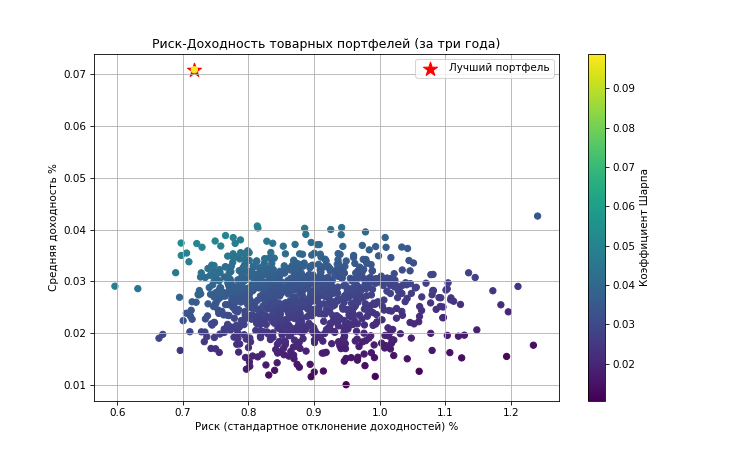 Риск-Доходность товарных портфелей (за три года)
Лучший портфель
Средняя доходность %
0.07
0.06
0.05
0.04
0.03
0.02
0.01
0.6 0.7 0.8 0.9 1.0 1.1 1.2
Риск (стандартное отклонение доходностей) %
0.09
0.08
0.07
0.06
0.05
0.04
0.03
0.02
Коэффициент Шарпа